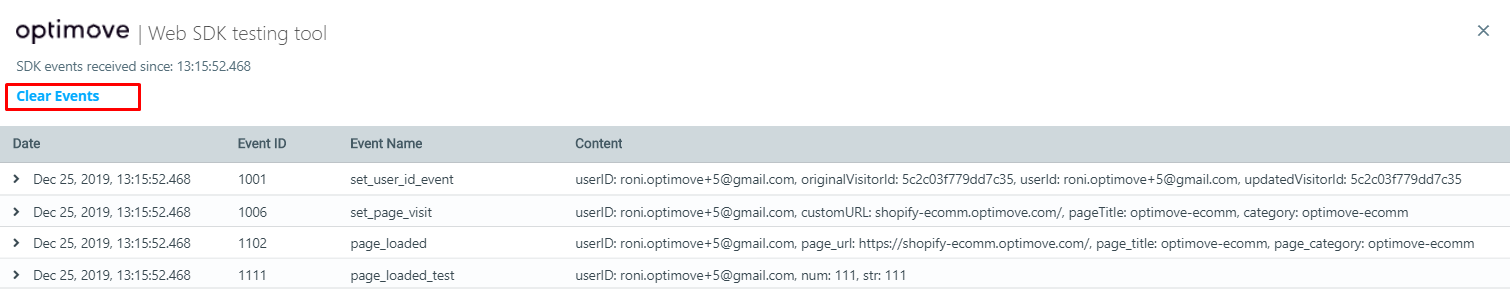 optimove | Web SDK testing tool
SDK events received since: 13:15:52.468
Clear Events
Date Event ID Event Name Content
Dec 25, 2019, 13:15:52.468 1001 set_user_id_event userID: roni.optimove+5@gmail.com, originalVisitorId: 5c2c03f779dd7c35, userId: roni.optimove+5@gmail.com, updatedVisitorId: 5c2c03f779dd7c35
Dec 25, 2019, 13:15:52.468 1006 set_page_visit userID: roni.optimove+5@gmail.com, customURL: shopify-ecomm.optimove.com/, pageTitle: optimove-ecomm, category: optimove-ecomm
Dec 25, 2019, 13:15:52.468 1102 page_loaded userID: roni.optimove+5@gmail.com, page_url: https://shopify-ecomm.optimove.com/, page_title: optimove-ecomm, page_category: optimove-ecomm
Dec 25, 2019, 13:15:52.468 1111 page_loaded_test userID: roni.optimove+5@gmail.com, num: 111, str: 111